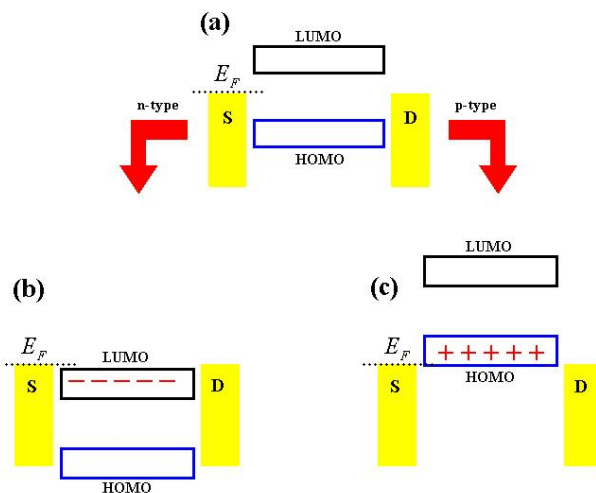 (a)
LUMO
E_F
n-type
p-type
S
D
HOMO
(b)
E_F
LUMO
S
D
HOMO
(c)
LUMO
E_F
+ + + + +
HOMO
S
D